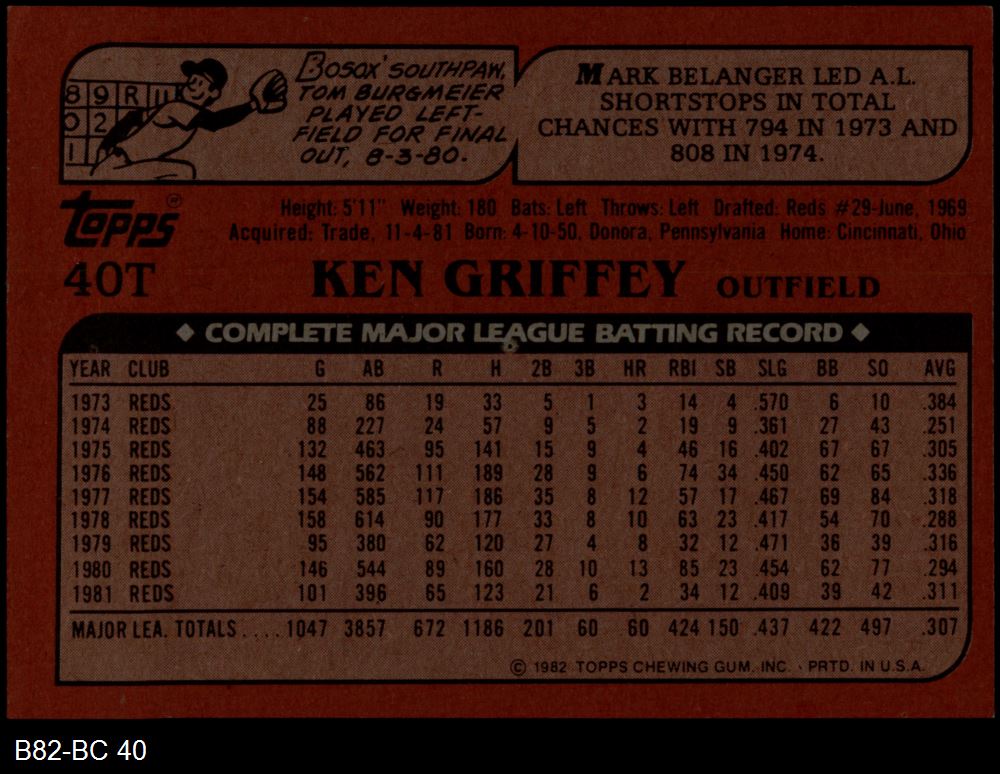 8 9 R H
0 2
1
BOSOX' SOUTHPAW,
TOM BURGMEIER
PLAYED LEFT-
FIELD FOR FINAL
OUT, 8-3-80.
MARK BELANGER LED A.L.
SHORTSTOPS IN TOTAL
CHANCES WITH 794 IN 1973 AND
808 IN 1974.
Topps®
Height: 5'11" Weight: 180 Bats: Left Throws: Left Drafted: Reds #29-June, 1969
Acquired: Trade, 11-4-81 Born: 4-10-50, Donora, Pennsylvania Home: Cincinnati, Ohio
40T KEN GRIFFEY OUTFIELD
◆ COMPLETE MAJOR LEAGUE BATTING RECORD ◆
YEAR CLUB G AB R H 2B 3B HR RBI SB SLG BB SO AVG
1973 REDS 25 86 19 33 5 1 3 14 4 .570 6 10 .384
1974 REDS 88 227 24 57 9 5 2 19 9 .361 27 43 .251
1975 REDS 132 463 95 141 15 9 4 46 16 .402 67 67 .305
1976 REDS 148 562 111 189 28 9 6 74 34 .450 62 65 .336
1977 REDS 154 585 117 186 35 8 12 57 17 .467 69 84 .318
1978 REDS 158 614 90 177 33 8 10 63 23 .417 54 70 .288
1979 REDS 95 380 62 120 27 4 8 32 12 .471 36 39 .316
1980 REDS 146 544 89 160 28 10 13 85 23 .454 62 77 .294
1981 REDS 101 396 65 123 21 6 2 34 12 .409 39 42 .311
MAJOR LEA. TOTALS.... 1047 3857 672 1186 201 60 60 424 150 .437 422 497 .307
© 1982 TOPPS CHEWING GUM. INC. · PRTD. IN U.S.A.
B82-BC 40